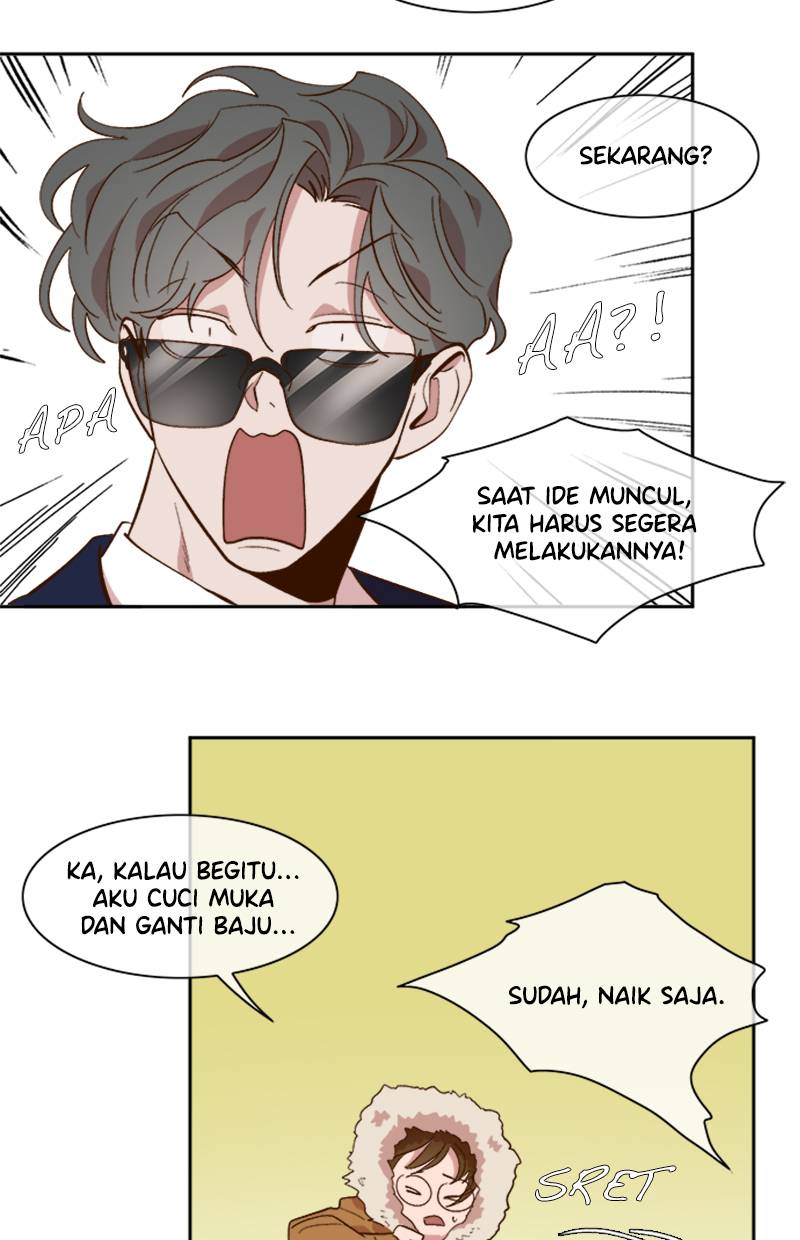 SEKARANG?
APA
AA?!
SAAT IDE MUNCUL,
KITA HARUS SEGERA
MELAKUKANNYA!
KA, KALAU BEGITU...
AKU CUCI MUKA
DAN GANTI BAJU...
SUDAH, NAIK SAJA.
SRET